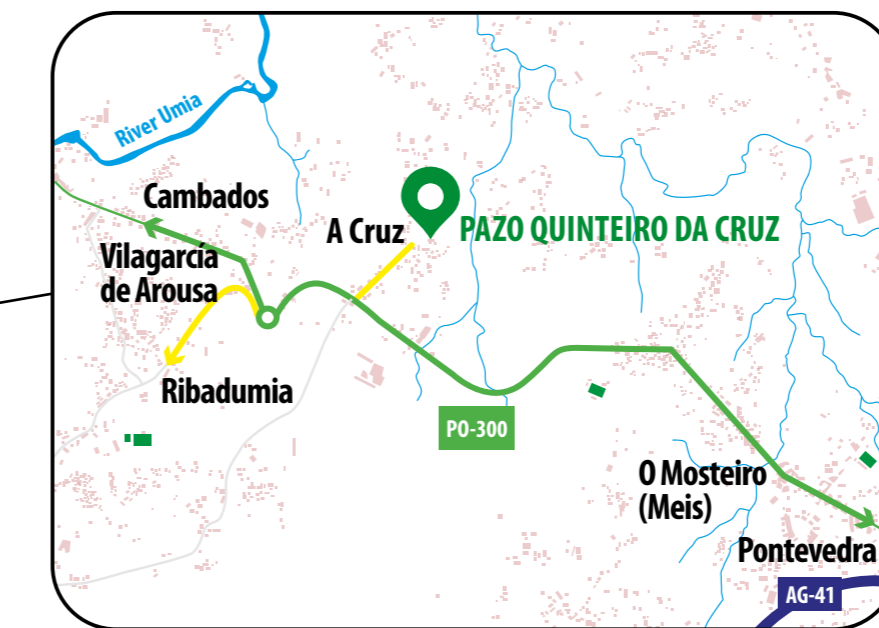 River Umia
Cambados
Vilagarcía
de Arousa
A Cruz
PAZO QUINTEIRO DA CRUZ
Ribadumia
PO-300
O Mosteiro
(Meis)
Pontevedra
AG-41